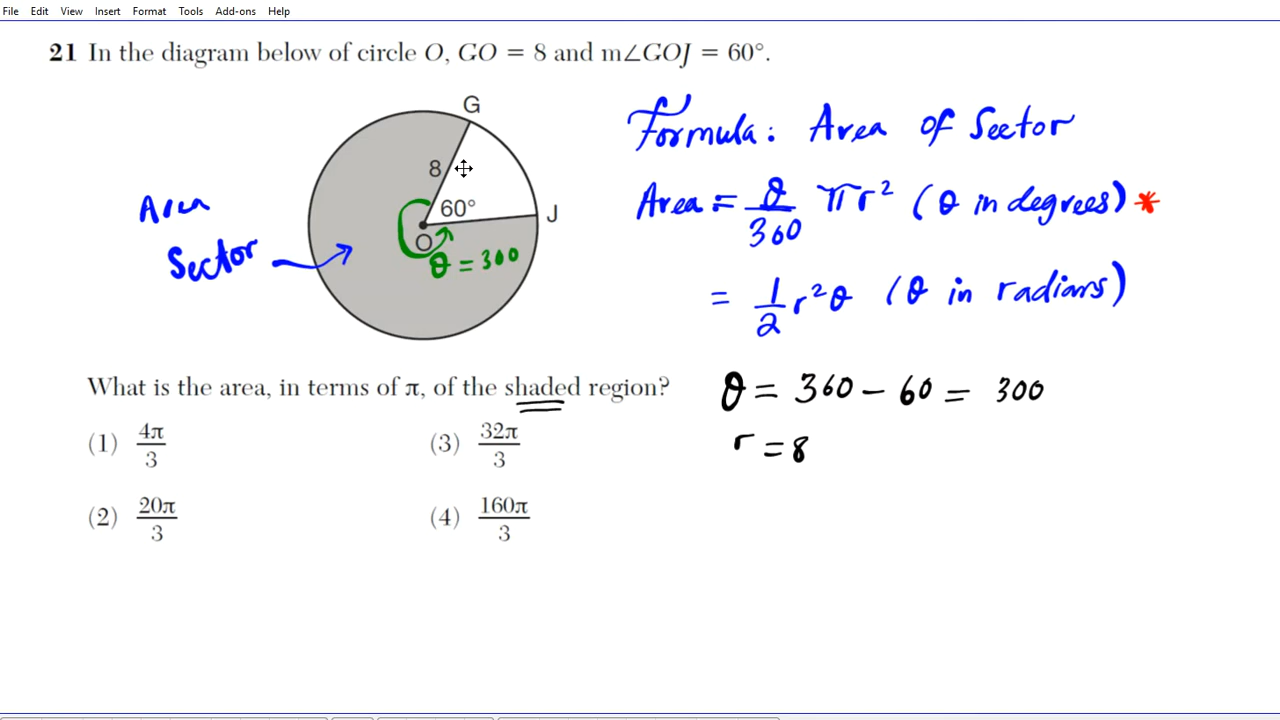 File Edit View Insert Format Tools Add-ons Help
21 In the diagram below of circle O, GO = 8 and m∠GOJ = 60°.
G
8
60°
J
O
θ = 300
Area
Sector
Formula: Area of Sector
Area = θ/360 πr² (θ in degrees) *
= 1/2 r²θ (θ in radians)
What is the area, in terms of π, of the shaded region?
θ = 360 - 60 = 300
r = 8
(1) 4π/3
(3) 32π/3
(2) 20π/3
(4) 160π/3